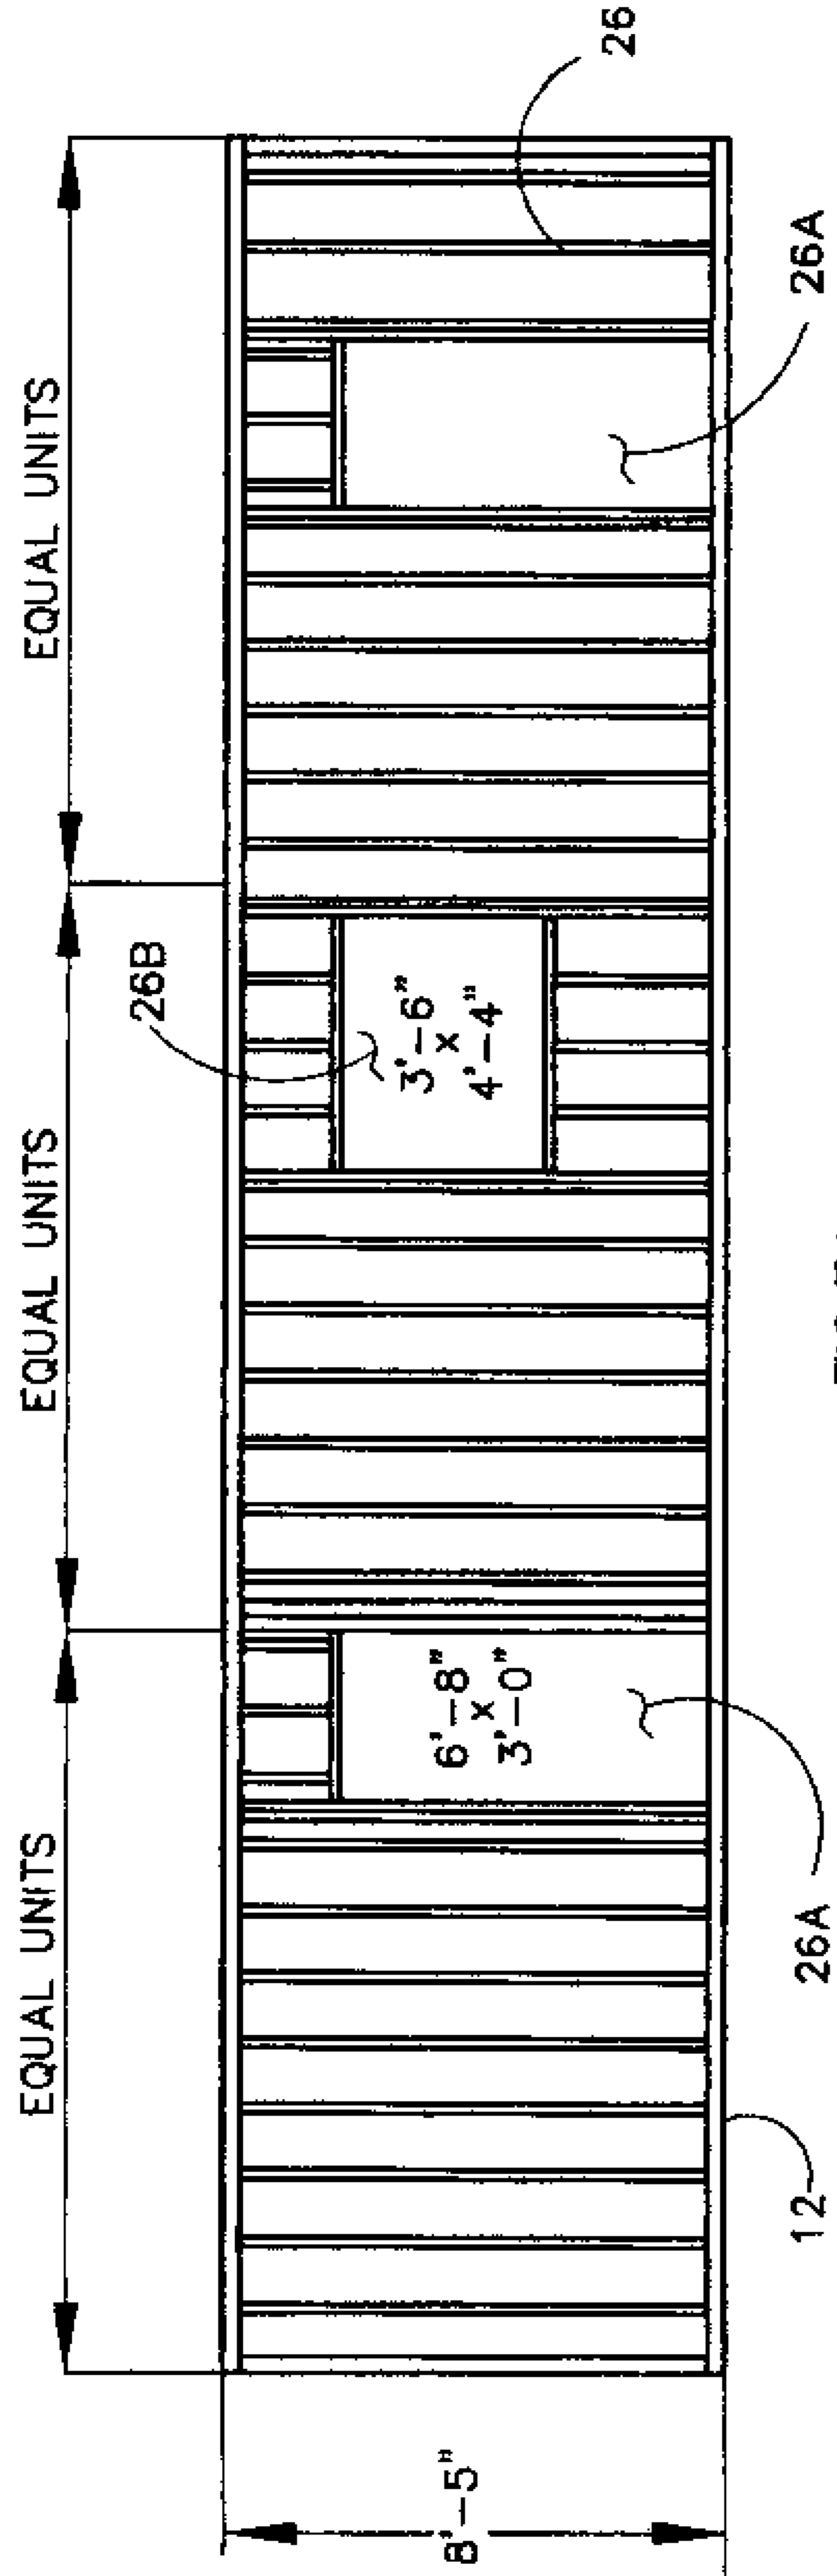 EQUAL UNITS
EQUAL UNITS
EQUAL UNITS
8'-5"
26B
26
6'-8"
x
3'-0"
3'-6"
x
4'-4"
12
26A
26A